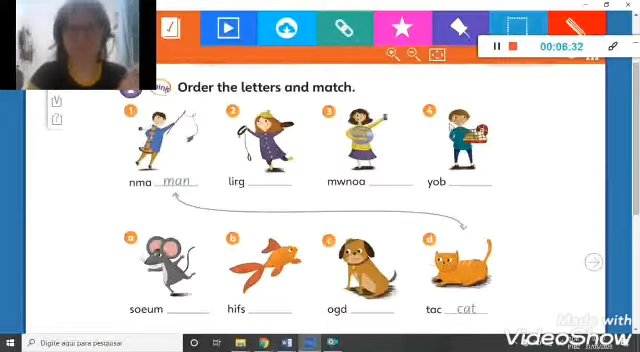 00:06:32
Order the letters and match.
1 2 3 4
nma man lirg mwnoa yob
a b c d
soeum hifs ogd tac cat
Made with
VideoShow
Digite aqui para pesquisar